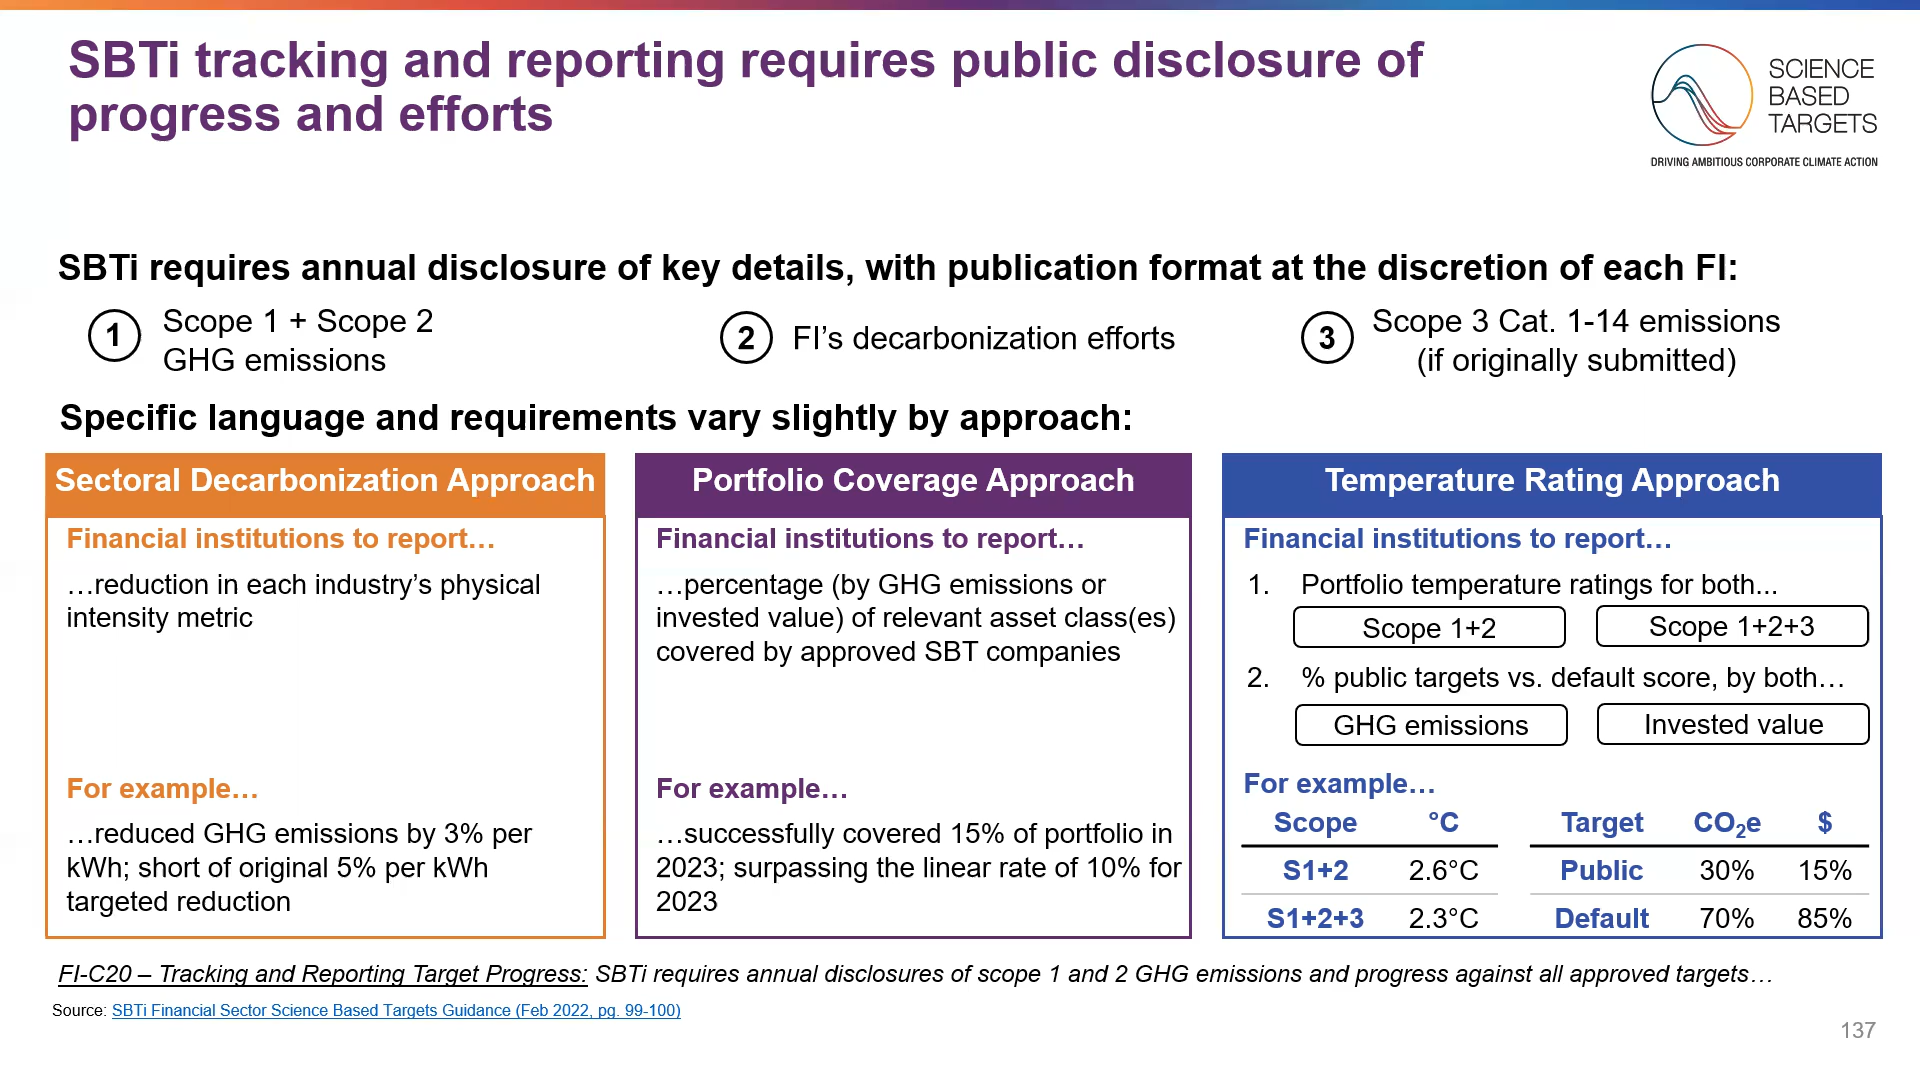 SBTi tracking and reporting requires public disclosure of
progress and efforts
SCIENCE
BASED
TARGETS
DRIVING AMBITIOUS CORPORATE CLIMATE ACTION
SBTi requires annual disclosure of key details, with publication format at the discretion of each FI:
1
Scope 1 + Scope 2
GHG emissions
2
FI’s decarbonization efforts
3
Scope 3 Cat. 1-14 emissions
(if originally submitted)
Specific language and requirements vary slightly by approach:
Sectoral Decarbonization Approach
Financial institutions to report…
…reduction in each industry’s physical
intensity metric
For example…
…reduced GHG emissions by 3% per
kWh; short of original 5% per kWh
targeted reduction
Portfolio Coverage Approach
Financial institutions to report…
…percentage (by GHG emissions or
invested value) of relevant asset class(es)
covered by approved SBT companies
For example…
…successfully covered 15% of portfolio in
2023; surpassing the linear rate of 10% for
2023
Temperature Rating Approach
Financial institutions to report…
1. Portfolio temperature ratings for both...
Scope 1+2 Scope 1+2+3
2. % public targets vs. default score, by both…
GHG emissions Invested value
For example…
Scope °C
S1+2 2.6°C
S1+2+3 2.3°C
Target CO₂e $
Public 30% 15%
Default 70% 85%
FI-C20 – Tracking and Reporting Target Progress: SBTi requires annual disclosures of scope 1 and 2 GHG emissions and progress against all approved targets…
Source: SBTi Financial Sector Science Based Targets Guidance (Feb 2022, pg. 99-100)
137